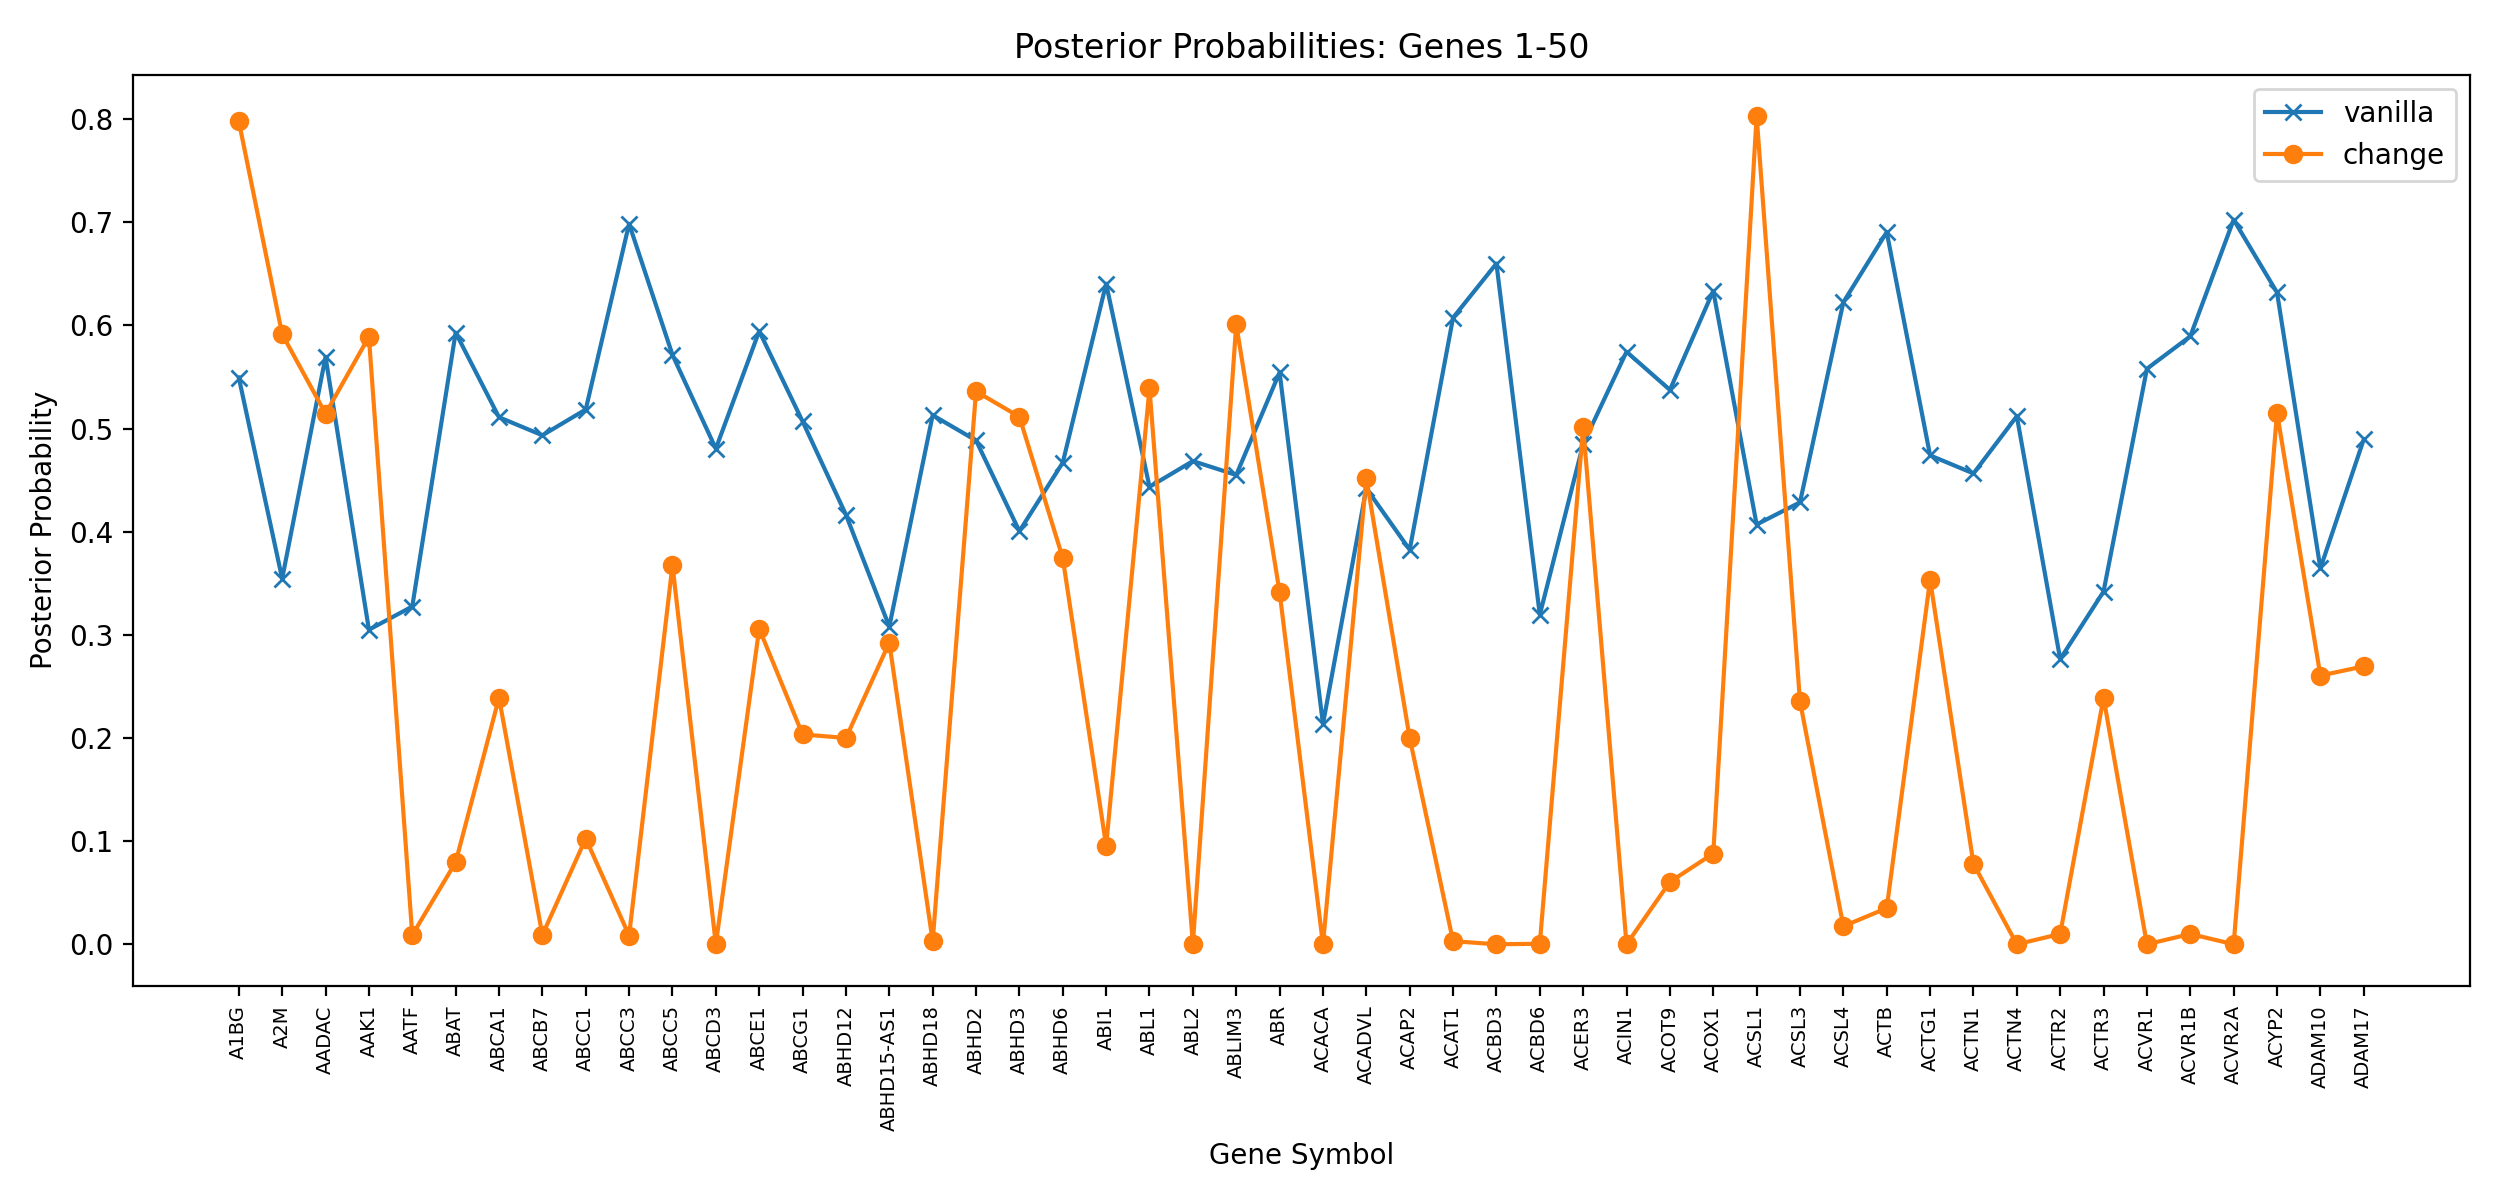 Posterior Probabilities: Genes 1-50
vanilla
change
Posterior Probability
0.8
0.7
0.6
0.5
0.4
0.3
0.2
0.1
0.0
A1BG
A2M
AADAC
AAK1
AATF
ABAT
ABCA1
ABCB7
ABCC1
ABCC3
ABCC5
ABCD3
ABCE1
ABCG1
ABHD12
ABHD15-AS1
ABHD18
ABHD2
ABHD3
ABHD6
ABI1
ABL1
ABL2
ABLIM3
ABR
ACACA
ACADVL
ACAP2
ACAT1
ACBD3
ACBD6
ACER3
ACIN1
ACOT9
ACOX1
ACSL1
ACSL3
ACSL4
ACTB
ACTG1
ACTN1
ACTN4
ACTR2
ACTR3
ACVR1
ACVR1B
ACVR2A
ACYP2
ADAM10
ADAM17
Gene Symbol